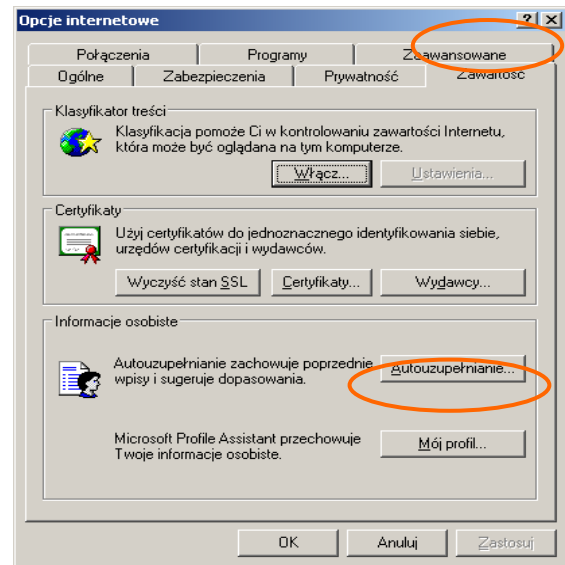 Opcje internetowe
Połączenia Programy Zaawansowane
Ogólne Zabezpieczenia Prywatność Zawartość
Klasyfikator treści
Klasyfikacja pomoże Ci w kontrolowaniu zawartości Internetu,
która może być oglądana na tym komputerze.
Włącz... Ustawienia...
Certyfikaty
Użyj certyfikatów do jednoznacznego identyfikowania siebie,
urzędów certyfikacji i wydawców.
Wyczyść stan SSL Certyfikaty... Wydawcy...
Informacje osobiste
Autouzupełnianie zachowuje poprzednie
wpisy i sugeruje dopasowania.
Autouzupełnianie...
Microsoft Profile Assistant przechowuje
Twoje informacje osobiste.
Mój profil...
OK Anuluj Zastosuj